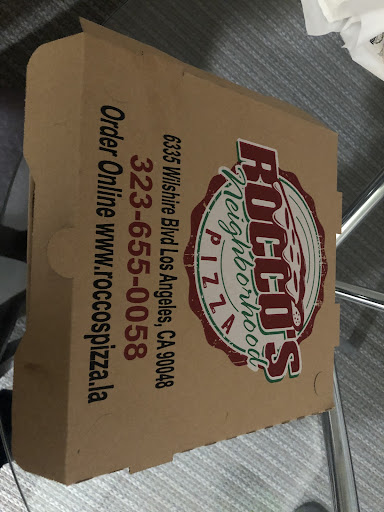 ROCCO'S
Neighborhood
PIZZA
6335 Wilshire Blvd Los Angeles, CA 90048
323-655-0058
Order Online www.roccospizza.la